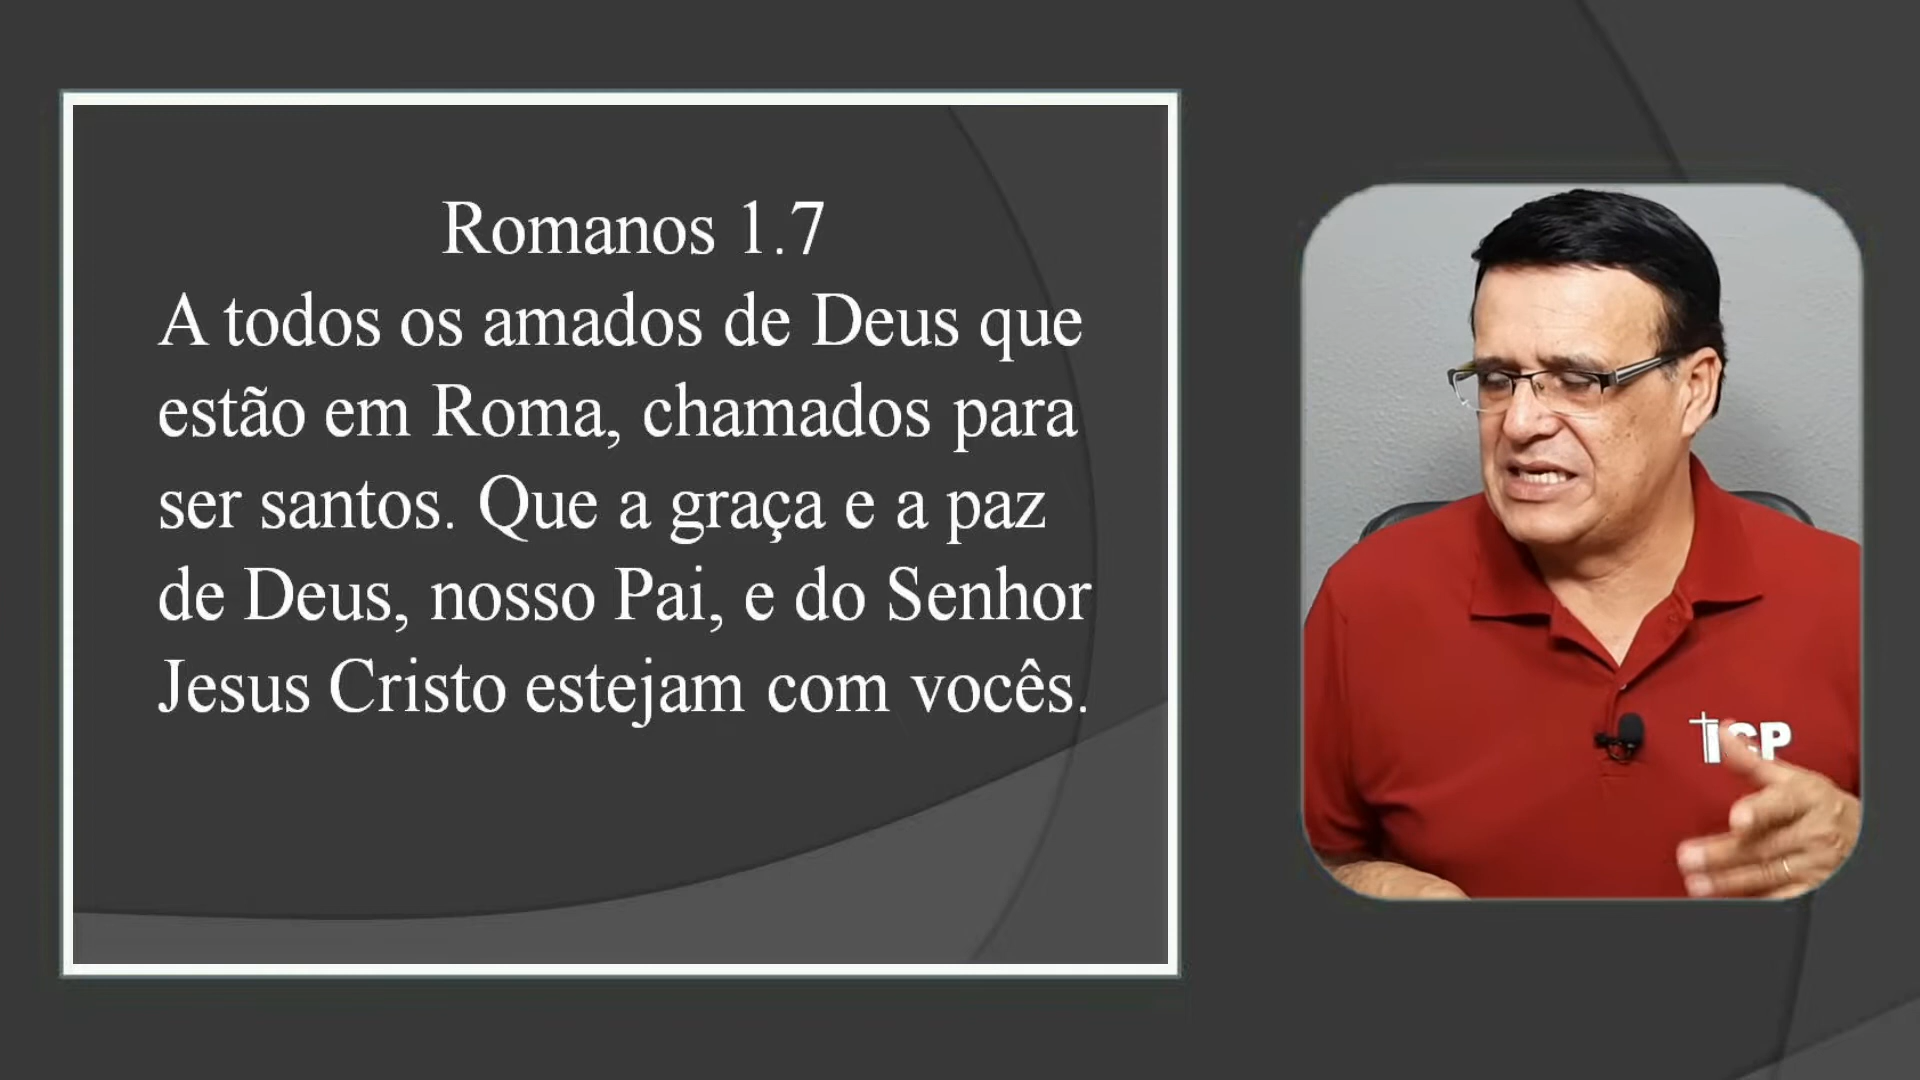 Romanos 1.7
A todos os amados de Deus que
estão em Roma, chamados para
ser santos. Que a graça e a paz
de Deus, nosso Pai, e do Senhor
Jesus Cristo estejam com vocês.
ICP